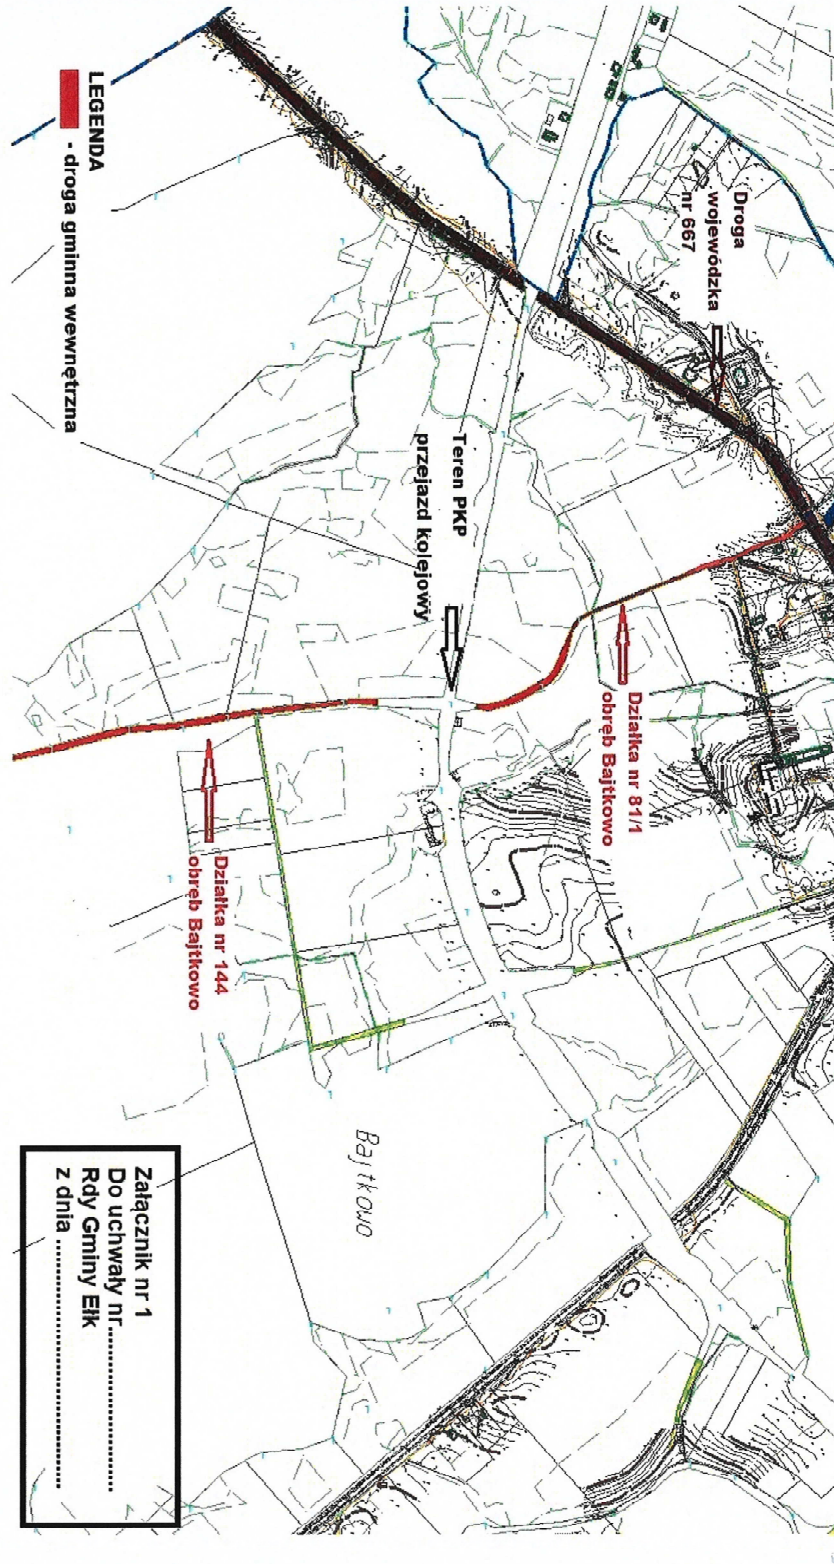 LEGENDA
- droga gminna wewnętrzna
Droga
wojewódzka
nr 667
Teren PKP
przejazd kolejowy
Działka nr 81/1
obręb Bajtkowo
Działka nr 144
obręb Bajtkowo
Bajtkowo
Załącznik nr 1
Do uchwały nr........................
Rdy Gminy Ełk
z dnia .....................................